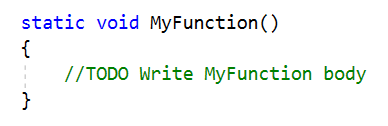 static void MyFunction()
{
    //TODO Write MyFunction body
}